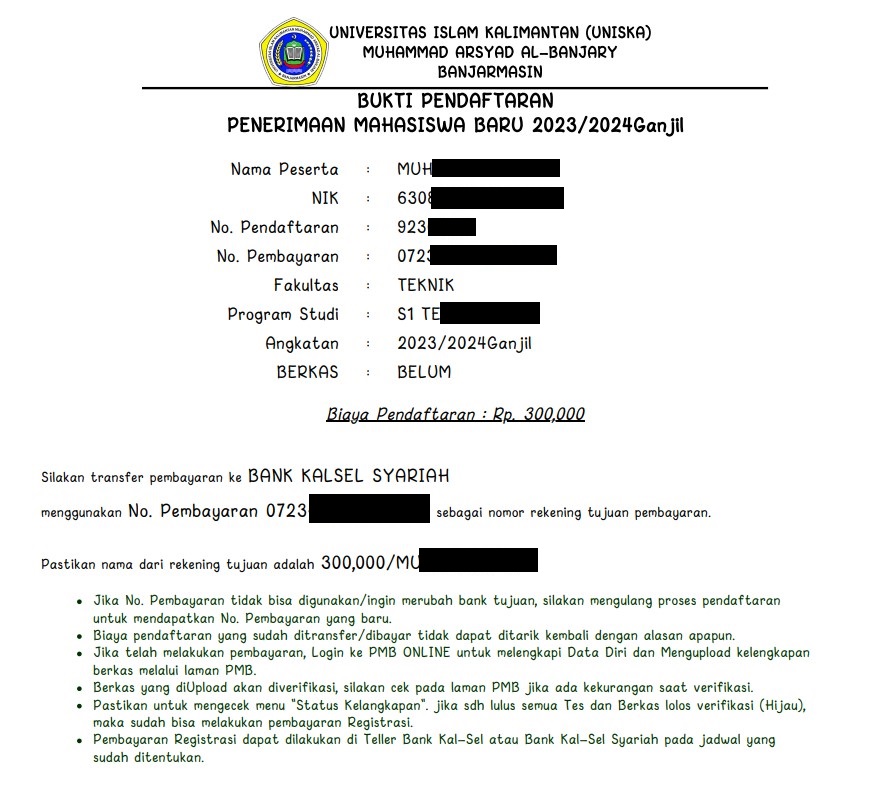 UNIVERSITAS ISLAM KALIMANTAN (UNISKA)
MUHAMMAD ARSYAD AL-BANJARY
BANJARMASIN
BUKTI PENDAFTARAN
PENERIMAAN MAHASISWA BARU 2023/2024Ganjil
Nama Peserta : MUH
NIK : 6308
No. Pendaftaran : 923
No. Pembayaran : 0723
Fakultas : TEKNIK
Program Studi : S1 TE
Angkatan : 2023/2024Ganjil
BERKAS : BELUM
Biaya Pendaftaran : Rp. 300,000
Silakan transfer pembayaran ke BANK KALSEL SYARIAH
menggunakan No. Pembayaran 0723 sebagai nomor rekening tujuan pembayaran.
Pastikan nama dari rekening tujuan adalah 300,000/MU
• Jika No. Pembayaran tidak bisa digunakan/ingin merubah bank tujuan, silakan mengulang proses pendaftaran
untuk mendapatkan No. Pembayaran yang baru.
• Biaya pendaftaran yang sudah ditransfer/dibayar tidak dapat ditarik kembali dengan alasan apapun.
• Jika telah melakukan pembayaran, Login ke PMB ONLINE untuk melengkapi Data Diri dan Mengupload kelengkapan
berkas melalui laman PMB.
• Berkas yang diUpload akan diverifikasi, silakan cek pada laman PMB jika ada kekurangan saat verifikasi.
• Pastikan untuk mengecek menu "Status Kelangkapan". jika sdh lulus semua Tes dan Berkas lolos verifikasi (Hijau),
maka sudah bisa melakukan pembayaran Registrasi.
• Pembayaran Registrasi dapat dilakukan di Teller Bank Kal-Sel atau Bank Kal-Sel Syariah pada jadwal yang
sudah ditentukan.